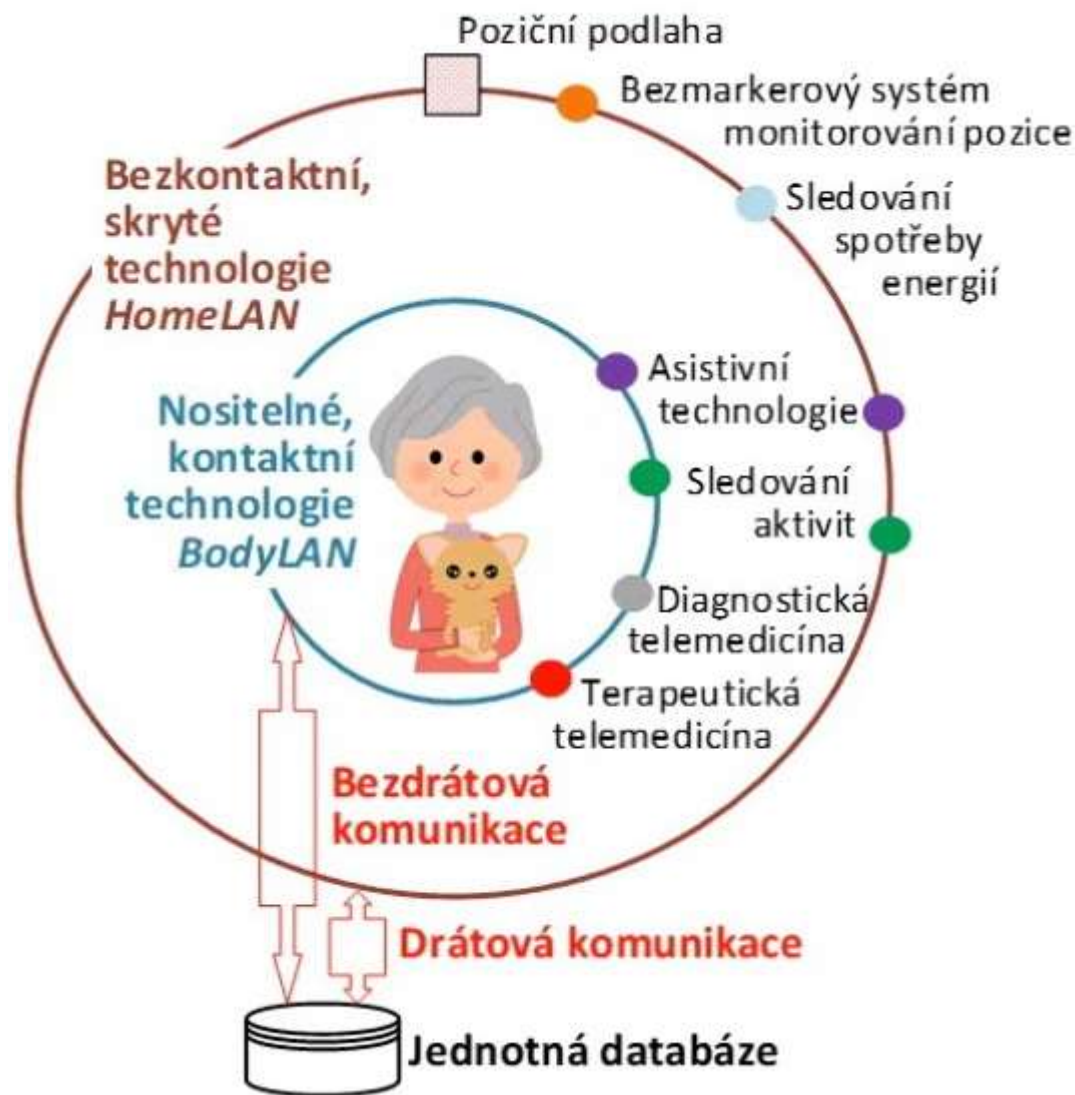 Poziční podlaha
Bezmarkerový systém
monitorování pozice
Bezkontaktní,
skryté
technologie
HomeLAN
Sledování
spotřeby
energií
Asistivní
technologie
Nositelné,
kontaktní
technologie
BodyLAN
Sledování
aktivit
Diagnostická
telemedicína
Terapeutická
telemedicína
Bezdrátová
komunikace
Drátová komunikace
Jednotná databáze